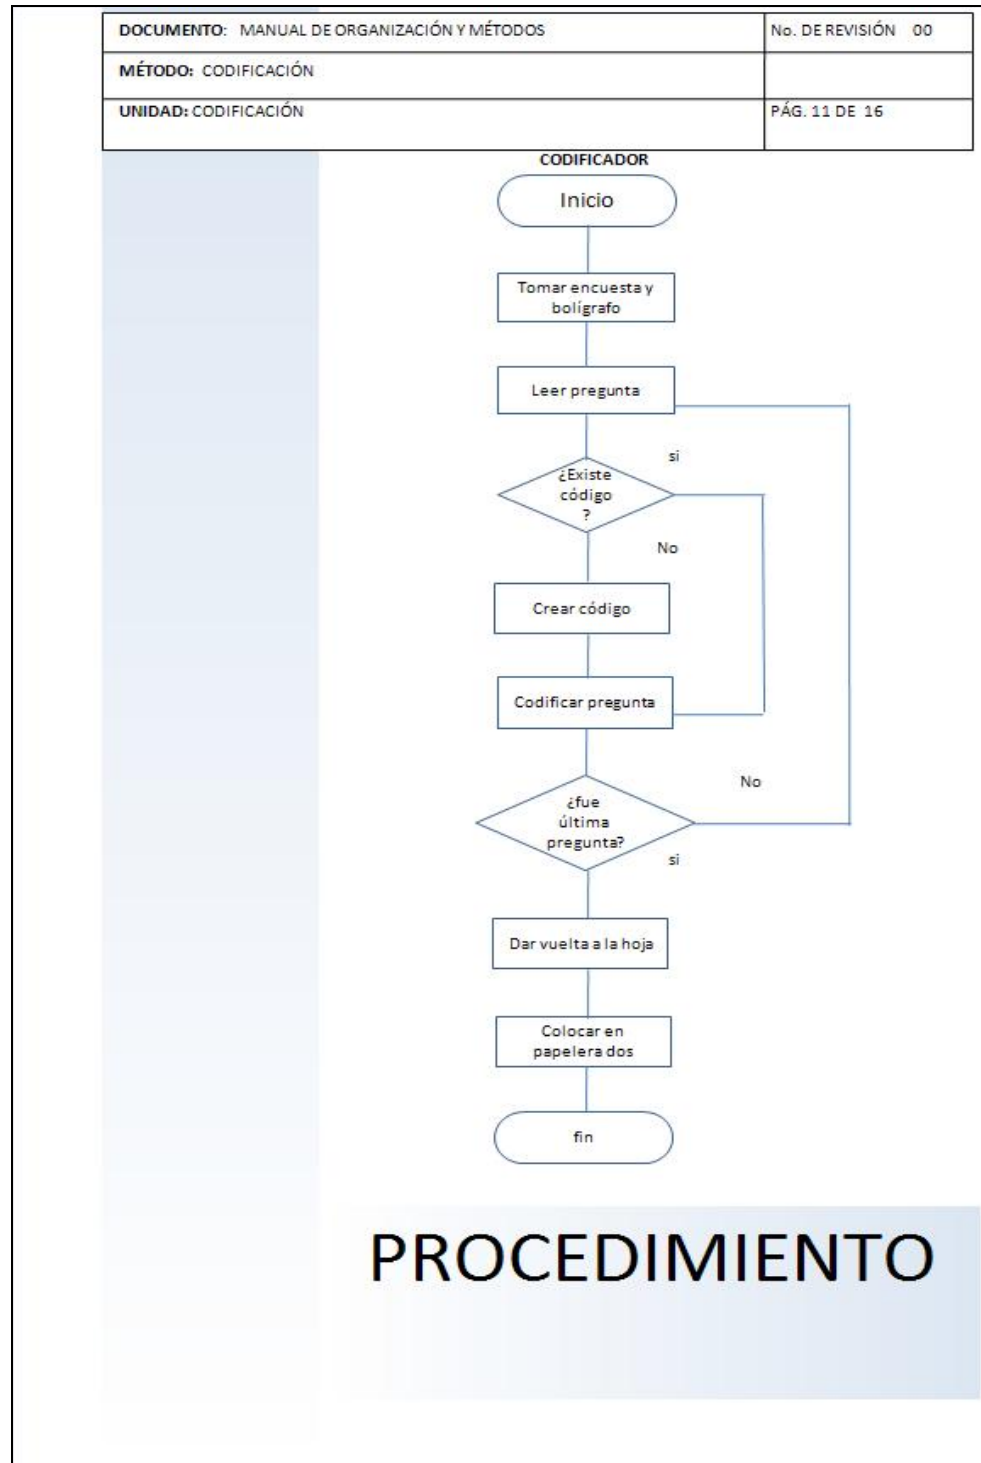 DOCUMENTO: MANUAL DE ORGANIZACIÓN Y MÉTODOS
No. DE REVISIÓN 00
MÉTODO: CODIFICACIÓN
UNIDAD: CODIFICACIÓN
PÁG. 11 DE 16
CODIFICADOR
Inicio
Tomar encuesta y
bolígrafo
Leer pregunta
si
¿Existe
código
?
No
Crear código
Codificar pregunta
No
¿fue
última
pregunta?
si
Dar vuelta a la hoja
Colocar en
papelera dos
fin
PROCEDIMIENTO